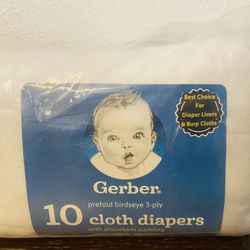 Best Choice
For
Diaper Liners
& Burp Cloths
Gerber.
prefold birdseye 3-ply
10 cloth diapers
with absorbent padding